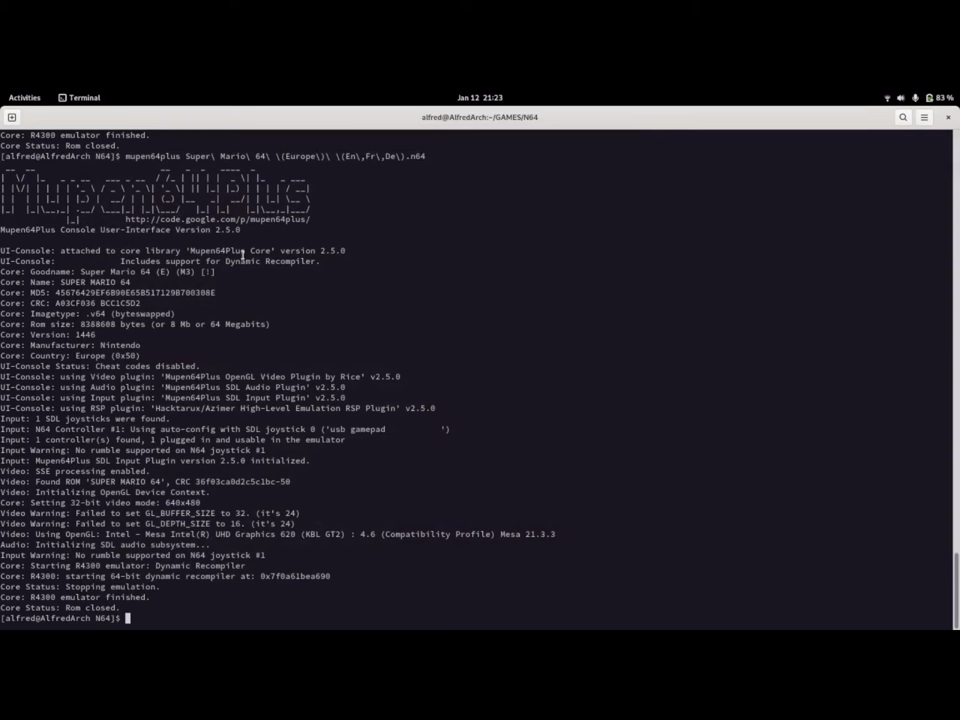 Activities Terminal Jan 12 21:23 83 %
alfred@AlfredArch:~/GAMES/N64
Core: R4300 emulator finished.
Core Status: Rom closed.
[alfred@AlfredArch N64]$ mupen64plus Super\ Mario\ 64\ \(Europe\)\ \(En\,Fr\,De\).n64
http://code.google.com/p/mupen64plus/
Mupen64Plus Console User-Interface Version 2.5.0
UI-Console: attached to core library 'Mupen64Plus Core' version 2.5.0
UI-Console:            Includes support for Dynamic Recompiler.
Core: Goodname: Super Mario 64 (E) (M3) [!]
Core: Name: SUPER MARIO 64
Core: MD5: 45676429EF6B90E65B517129B700308E
Core: CRC: A03CF036 BCC1C5D2
Core: Imagetype: .v64 (byteswapped)
Core: Rom size: 8388608 bytes (or 8 Mb or 64 Megabits)
Core: Version: 1446
Core: Manufacturer: Nintendo
Core: Country: Europe (0x50)
UI-Console Status: Cheat codes disabled.
UI-Console: using Video plugin: 'Mupen64Plus OpenGL Video Plugin by Rice' v2.5.0
UI-Console: using Audio plugin: 'Mupen64Plus SDL Audio Plugin' v2.5.0
UI-Console: using Input plugin: 'Mupen64Plus SDL Input Plugin' v2.5.0
UI-Console: using RSP plugin: 'Hacktarux/Azimer High-Level Emulation RSP Plugin' v2.5.0
Input: 1 SDL joysticks were found.
Input: N64 Controller #1: Using auto-config with SDL joystick 0 ('usb gamepad           ')
Input: 1 controller(s) found, 1 plugged in and usable in the emulator
Input Warning: No rumble supported on N64 joystick #1
Input: Mupen64Plus SDL Input Plugin version 2.5.0 initialized.
Video: SSE processing enabled.
Video: Found ROM 'SUPER MARIO 64', CRC 36f03ca0d2c5c1bc-50
Video: Initializing OpenGL Device Context.
Core: Setting 32-bit video mode: 640x480
Video Warning: Failed to set GL_BUFFER_SIZE to 32. (it's 24)
Video Warning: Failed to set GL_DEPTH_SIZE to 16. (it's 24)
Video: Using OpenGL: Intel - Mesa Intel(R) UHD Graphics 620 (KBL GT2) : 4.6 (Compatibility Profile) Mesa 21.3.3
Audio: Initializing SDL audio subsystem...
Input Warning: No rumble supported on N64 joystick #1
Core: Starting R4300 emulator: Dynamic Recompiler
Core: R4300: starting 64-bit dynamic recompiler at: 0x7f0a61bea690
Core Status: Stopping emulation.
Core: R4300 emulator finished.
Core Status: Rom closed.
[alfred@AlfredArch N64]$